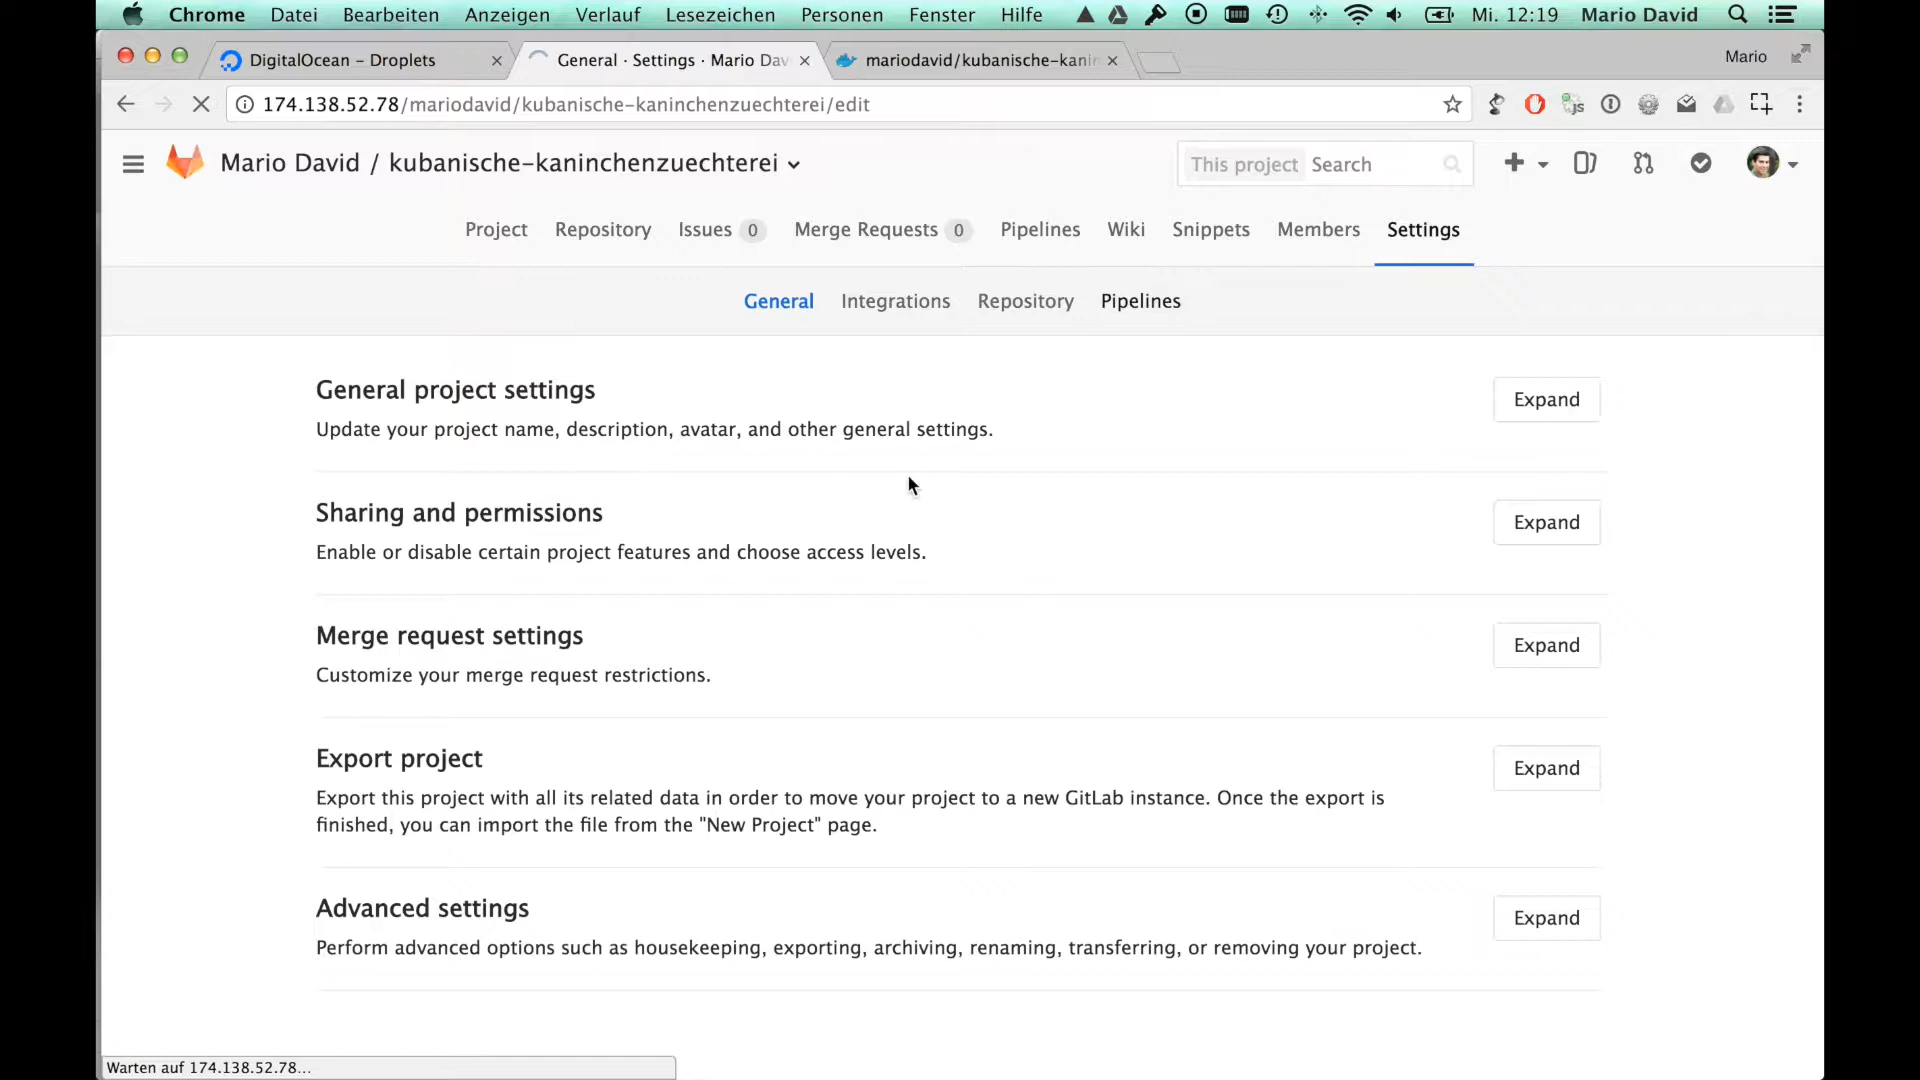 Chrome Datei Bearbeiten Anzeigen Verlauf Lesezeichen Personen Fenster Hilfe Mi. 12:19 Mario David
DigitalOcean – Droplets
General · Settings · Mario Dav
mariodavid/kubanische-kanin
Mario
174.138.52.78/mariodavid/kubanische-kaninchenzuechterei/edit
Mario David / kubanische-kaninchenzuechterei
This project Search
Project Repository Issues 0 Merge Requests 0 Pipelines Wiki Snippets Members Settings
General Integrations Repository Pipelines
General project settings
Expand
Update your project name, description, avatar, and other general settings.
Sharing and permissions
Expand
Enable or disable certain project features and choose access levels.
Merge request settings
Expand
Customize your merge request restrictions.
Export project
Expand
Export this project with all its related data in order to move your project to a new GitLab instance. Once the export is
finished, you can import the file from the "New Project" page.
Advanced settings
Expand
Perform advanced options such as housekeeping, exporting, archiving, renaming, transferring, or removing your project.
Warten auf 174.138.52.78...